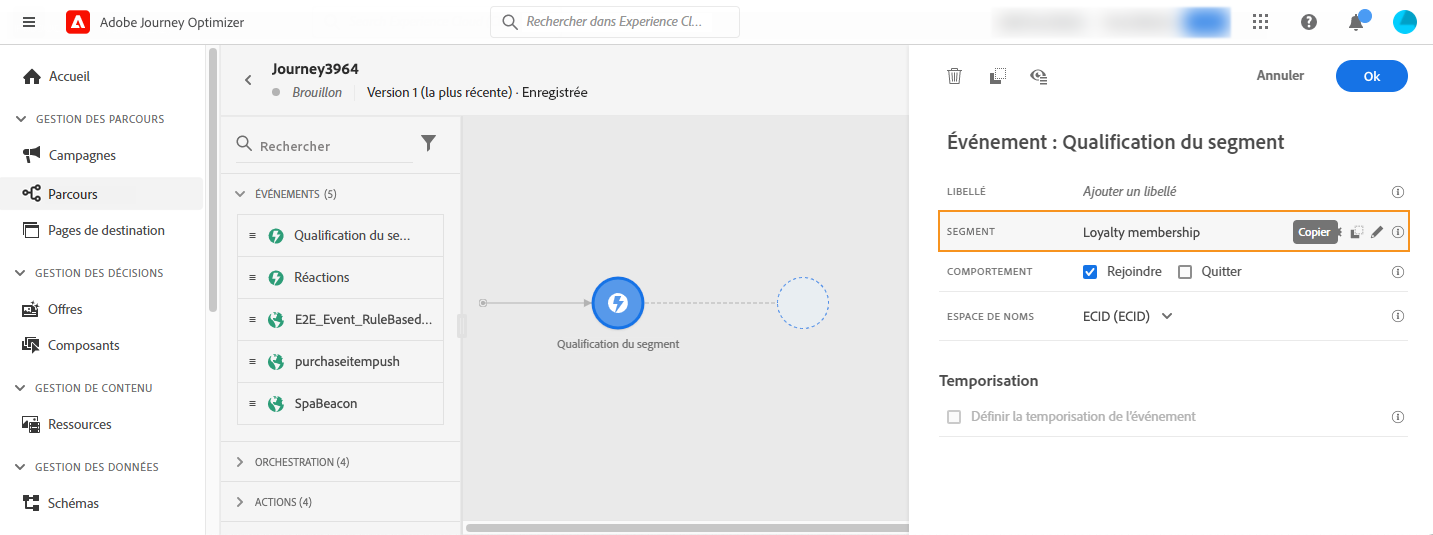 Adobe Journey Optimizer
Rechercher dans Experience Cl...
Accueil
GESTION DES PARCOURS
Campagnes
Parcours
Pages de destination
GESTION DES DÉCISIONS
Offres
Composants
GESTION DE CONTENU
Ressources
GESTION DES DONNÉES
Schémas
Journey3964
Brouillon
Version 1 (la plus récente) · Enregistrée
Rechercher
ÉVÉNEMENTS (5)
Qualification du se...
Réactions
E2E_Event_RuleBased...
purchaseitempush
SpaBeacon
ORCHESTRATION (4)
ACTIONS (4)
Qualification du segment
Annuler
Ok
Événement : Qualification du segment
LIBELLÉ
Ajouter un libellé
SEGMENT
Loyalty membership
Copier
COMPORTEMENT
Rejoindre
Quitter
ESPACE DE NOMS
ECID (ECID)
Temporisation
Définir la temporisation de l'événement